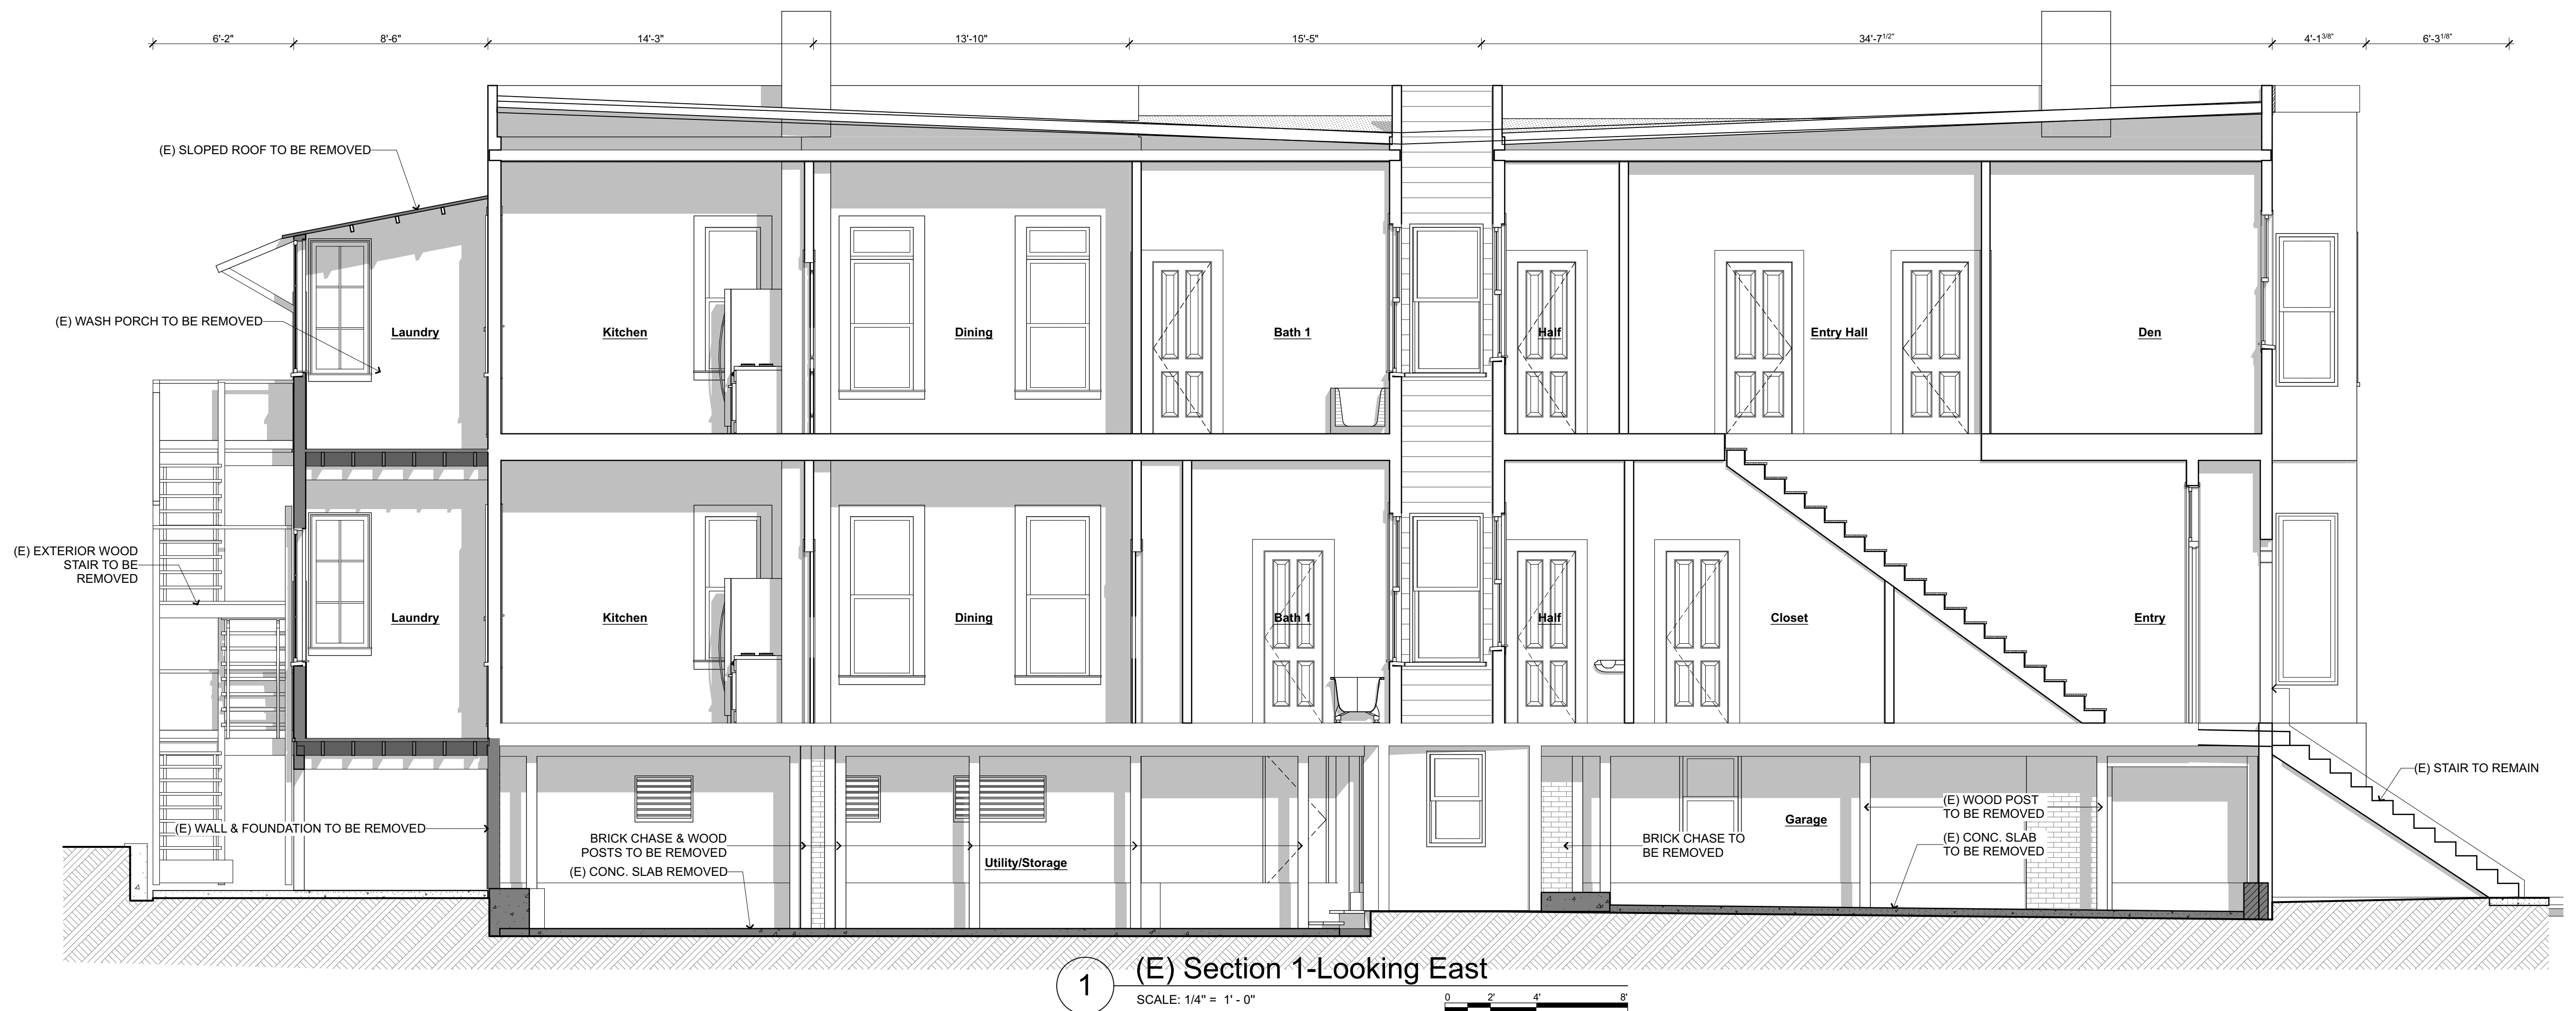 6'-2"
8'-6"
14'-3"
13'-10"
15'-5"
34'-7 1/2"
4'-1 3/8"
6'-3 1/8"
(E) SLOPED ROOF TO BE REMOVED
(E) WASH PORCH TO BE REMOVED
Laundry
Kitchen
Dining
Bath 1
Half
Entry Hall
Den
(E) EXTERIOR WOOD
STAIR TO BE
REMOVED
Laundry
Kitchen
Dining
Bath 1
Half
Closet
Entry
(E) STAIR TO REMAIN
(E) WALL & FOUNDATION TO BE REMOVED
BRICK CHASE & WOOD
POSTS TO BE REMOVED
(E) CONC. SLAB REMOVED
Utility/Storage
BRICK CHASE TO
BE REMOVED
Garage
(E) WOOD POST
TO BE REMOVED
(E) CONC. SLAB
TO BE REMOVED
1
(E) Section 1-Looking East
SCALE: 1/4" = 1' - 0"
0 2' 4' 8'